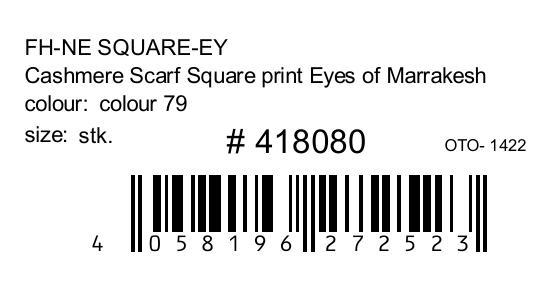 FH-NE SQUARE-EY
Cashmere Scarf Square print Eyes of Marrakesh
colour: colour 79
size: stk.
# 418080
OTO- 1422
4 058196 272523